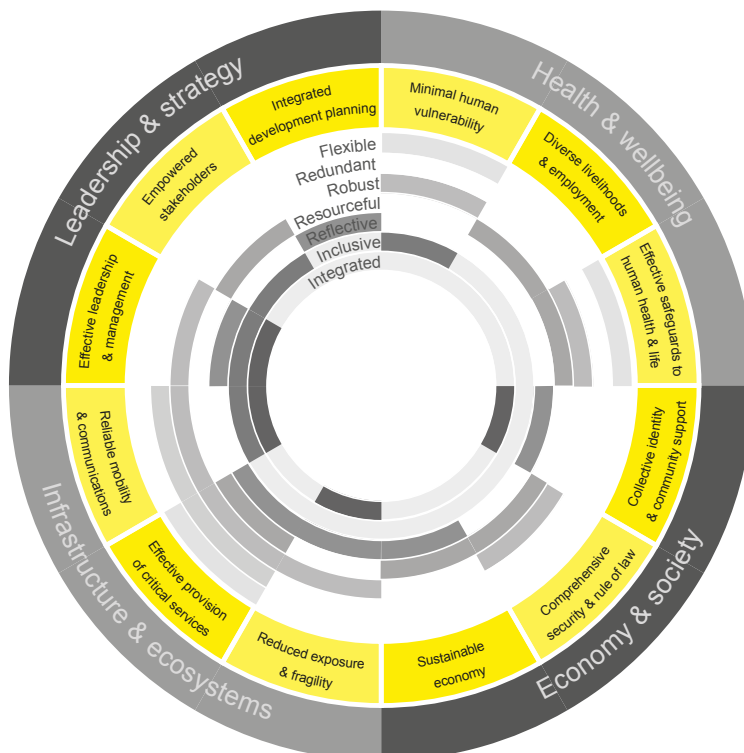 Leadership & strategy
Health & wellbeing
Economy & society
Infrastructure & ecosystems
Integrated
development planning
Minimal human
vulnerability
Diverse livelihoods
& employment
Effective safeguards to
human health & life
Collective identity
& community support
Comprehensive
security & rule of law
Sustainable
economy
Reduced exposure
& fragility
Effective provision
of critical services
Reliable mobility
& communications
Effective leadership
& management
Empowered
stakeholders
Flexible
Redundant
Robust
Resourceful
Reflective
Inclusive
Integrated